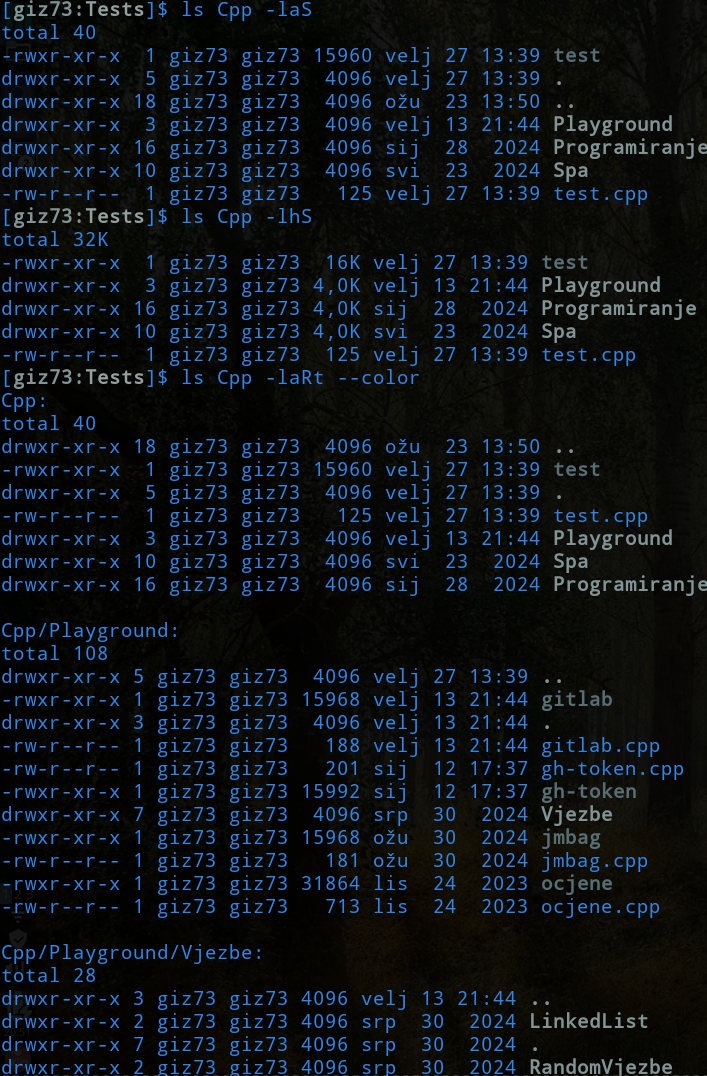 [giz73:Tests]$ ls Cpp -laS
total 40
-rwxr-xr-x  1 giz73 giz73 15960 velj 27 13:39 test
drwxr-xr-x  5 giz73 giz73  4096 velj 27 13:39 .
drwxr-xr-x 18 giz73 giz73  4096 ožu  23 13:50 ..
drwxr-xr-x  3 giz73 giz73  4096 velj 13 21:44 Playground
drwxr-xr-x 16 giz73 giz73  4096 sij  28  2024 Programiranje
drwxr-xr-x 10 giz73 giz73  4096 svi  23  2024 Spa
-rw-r--r--  1 giz73 giz73   125 velj 27 13:39 test.cpp
[giz73:Tests]$ ls Cpp -lhS
total 32K
-rwxr-xr-x  1 giz73 giz73  16K velj 27 13:39 test
drwxr-xr-x  3 giz73 giz73 4,0K velj 13 21:44 Playground
drwxr-xr-x 16 giz73 giz73 4,0K sij  28  2024 Programiranje
drwxr-xr-x 10 giz73 giz73 4,0K svi  23  2024 Spa
-rw-r--r--  1 giz73 giz73  125 velj 27 13:39 test.cpp
[giz73:Tests]$ ls Cpp -laRt --color
Cpp:
total 40
drwxr-xr-x 18 giz73 giz73  4096 ožu  23 13:50 ..
-rwxr-xr-x  1 giz73 giz73 15960 velj 27 13:39 test
drwxr-xr-x  5 giz73 giz73  4096 velj 27 13:39 .
-rw-r--r--  1 giz73 giz73   125 velj 27 13:39 test.cpp
drwxr-xr-x  3 giz73 giz73  4096 velj 13 21:44 Playground
drwxr-xr-x 10 giz73 giz73  4096 svi  23  2024 Spa
drwxr-xr-x 16 giz73 giz73  4096 sij  28  2024 Programiranje
Cpp/Playground:
total 108
drwxr-xr-x 5 giz73 giz73  4096 velj 27 13:39 ..
-rwxr-xr-x 1 giz73 giz73 15968 velj 13 21:44 gitlab
drwxr-xr-x 3 giz73 giz73  4096 velj 13 21:44 .
-rw-r--r-- 1 giz73 giz73   188 velj 13 21:44 gitlab.cpp
-rw-r--r-- 1 giz73 giz73   201 sij  12 17:37 gh-token.cpp
-rwxr-xr-x 1 giz73 giz73 15992 sij  12 17:37 gh-token
drwxr-xr-x 7 giz73 giz73  4096 srp  30  2024 Vjezbe
-rwxr-xr-x 1 giz73 giz73 15968 ožu  30  2024 jmbag
-rw-r--r-- 1 giz73 giz73   181 ožu  30  2024 jmbag.cpp
-rwxr-xr-x 1 giz73 giz73 31864 lis  24  2023 ocjene
-rw-r--r-- 1 giz73 giz73   713 lis  24  2023 ocjene.cpp
Cpp/Playground/Vjezbe:
total 28
drwxr-xr-x 3 giz73 giz73 4096 velj 13 21:44 ..
drwxr-xr-x 2 giz73 giz73 4096 srp  30  2024 LinkedList
drwxr-xr-x 7 giz73 giz73 4096 srp  30  2024 .
drwxr-xr-x 2 giz73 giz73 4096 srp  30  2024 RandomVjezbe